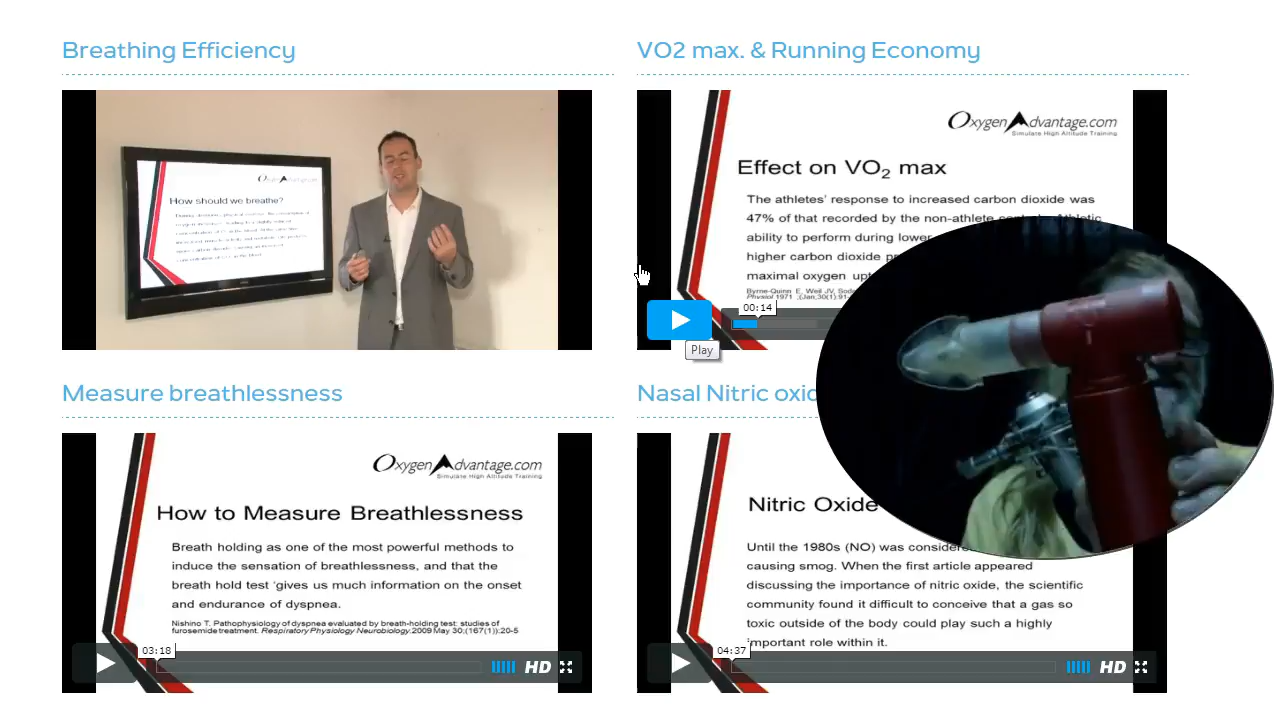 Breathing Efficiency
VO2 max. & Running Economy
OxygenAdvantage.com
How should we breathe?
OxygenAdvantage.com
Simulate High Altitude Training
Effect on VO2 max
The athletes' response to increased carbon dioxide was
47% of that recorded by the non-athlete
ability to perform during lower
higher carbon dioxide
maximal oxygen
Byrne-Quinn E, Weil JV,
Physiol 1971
00:14
Play
Measure breathlessness
Nasal Nitric
OxygenAdvantage.com
Simulate High Altitude Training
How to Measure Breathlessness
Breath holding as one of the most powerful methods to
induce the sensation of breathlessness, and that the
breath hold test 'gives us much information on the onset
and endurance of dyspnea.
Nishino T. Pathophysiology of dyspnea evaluated by breath-holding test: studies of
furosemide treatment. Respiratory Physiology Neurobiology.2009 May 30;(167(1)):20-5
03:18
HD
Nitric Oxide
Until the 1980s (NO) was
causing smog. When the first article appeared
discussing the importance of nitric oxide, the scientific
community found it difficult to conceive that a gas so
toxic outside of the body could play such a highly
important role within it.
04:37
HD